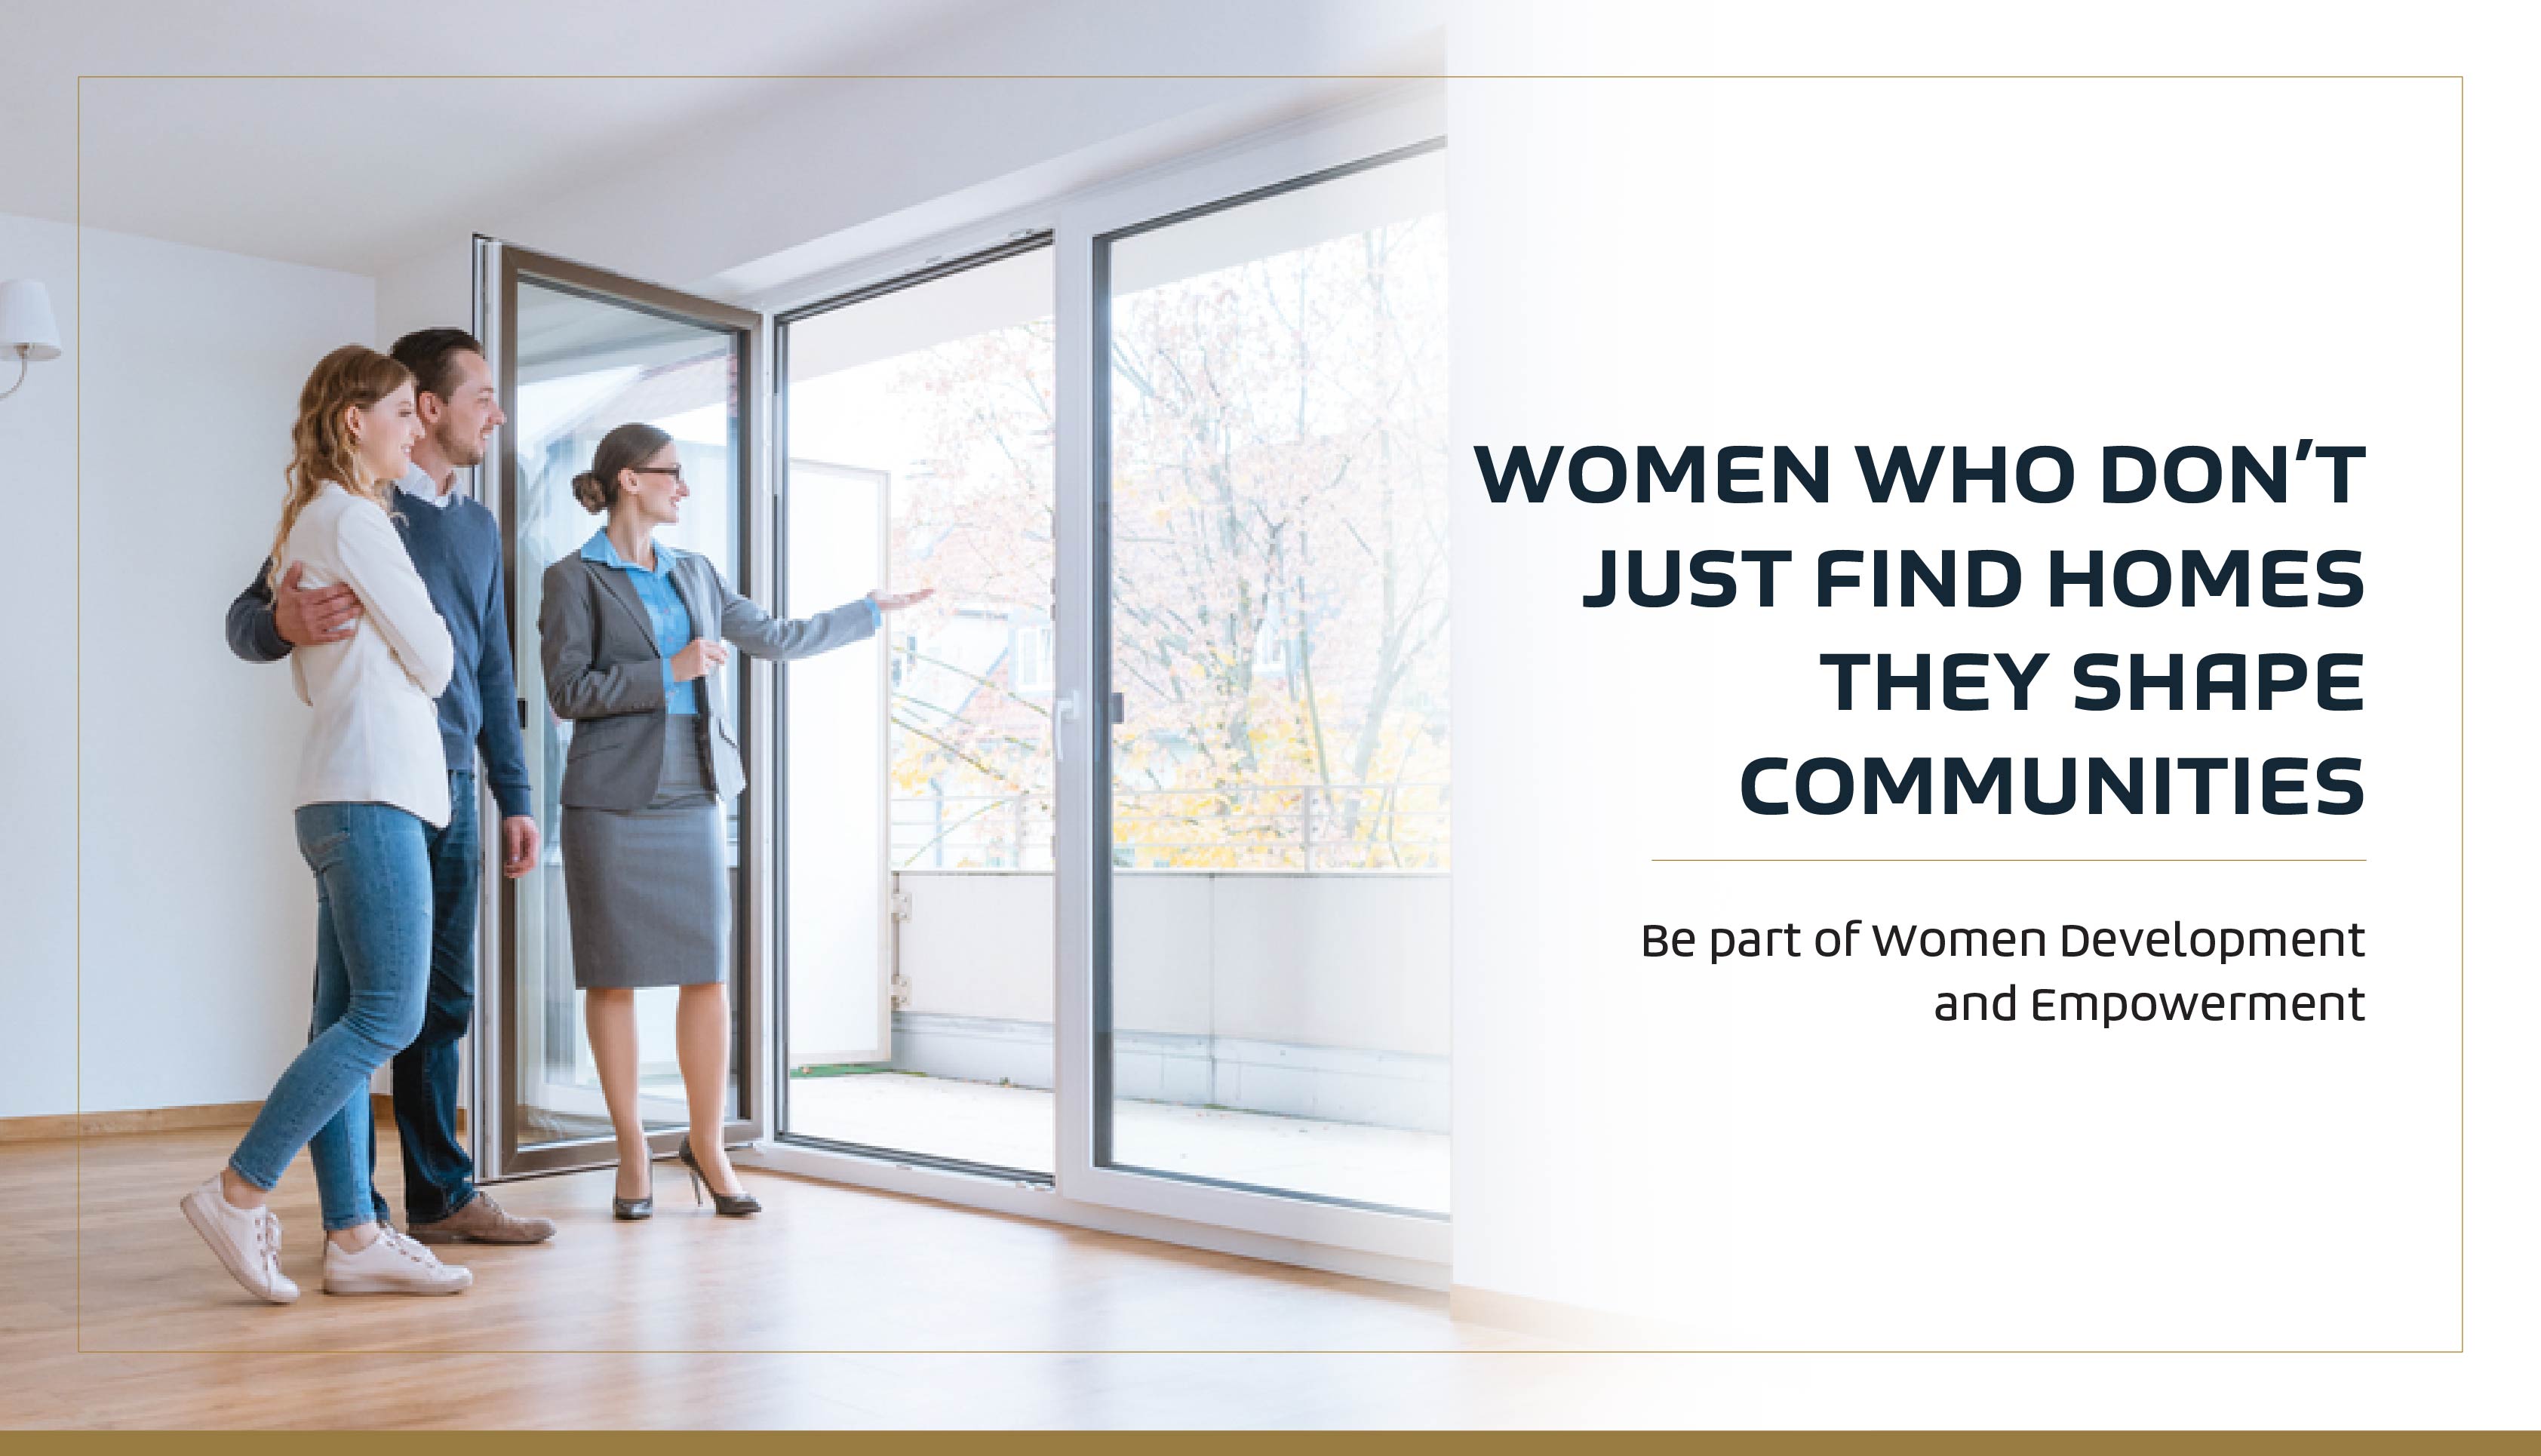 WOMEN WHO DON’T
JUST FIND HOMES
THEY SHAPE
COMMUNITIES
Be part of Women Development
and Empowerment